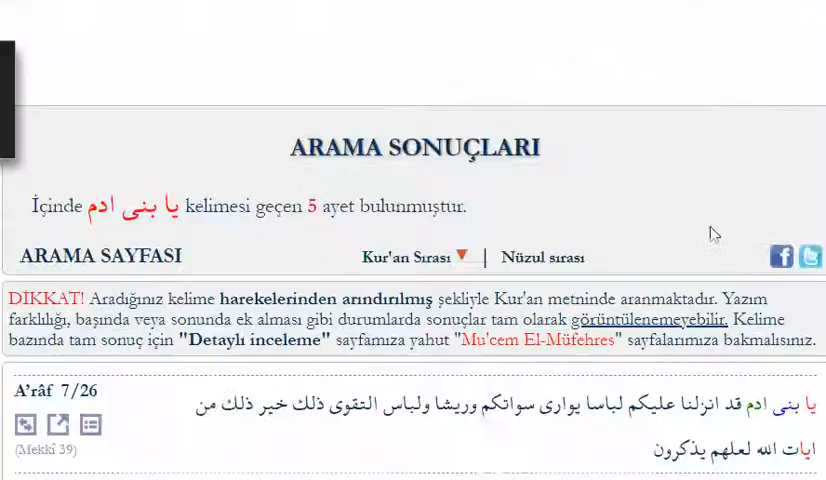 ARAMA SONUÇLARI
İçinde يا بنى ادم kelimesi geçen 5 ayet bulunmuştur.
ARAMA SAYFASI Kur'an Sırası | Nüzul sırası
DİKKAT! Aradığınız kelime harekelerinden arındırılmış şekliyle Kur'an metninde aranmaktadır. Yazım
farklılığı, başında veya sonunda ek alması gibi durumlarda sonuçlar tam olarak görüntülenemeyebilir. Kelime
bazında tam sonuç için "Detaylı inceleme" sayfamıza yahut "Mu'cem El-Müfehres" sayfalarımıza bakmalısınız.
A'râf 7/26
يا بنى ادم قد انزلنا عليكم لباسا يوارى سواتكم وريشا ولباس التقوى ذلك خير ذلك من
ايات الله لعلهم يذكرون
(Mekkî 39)